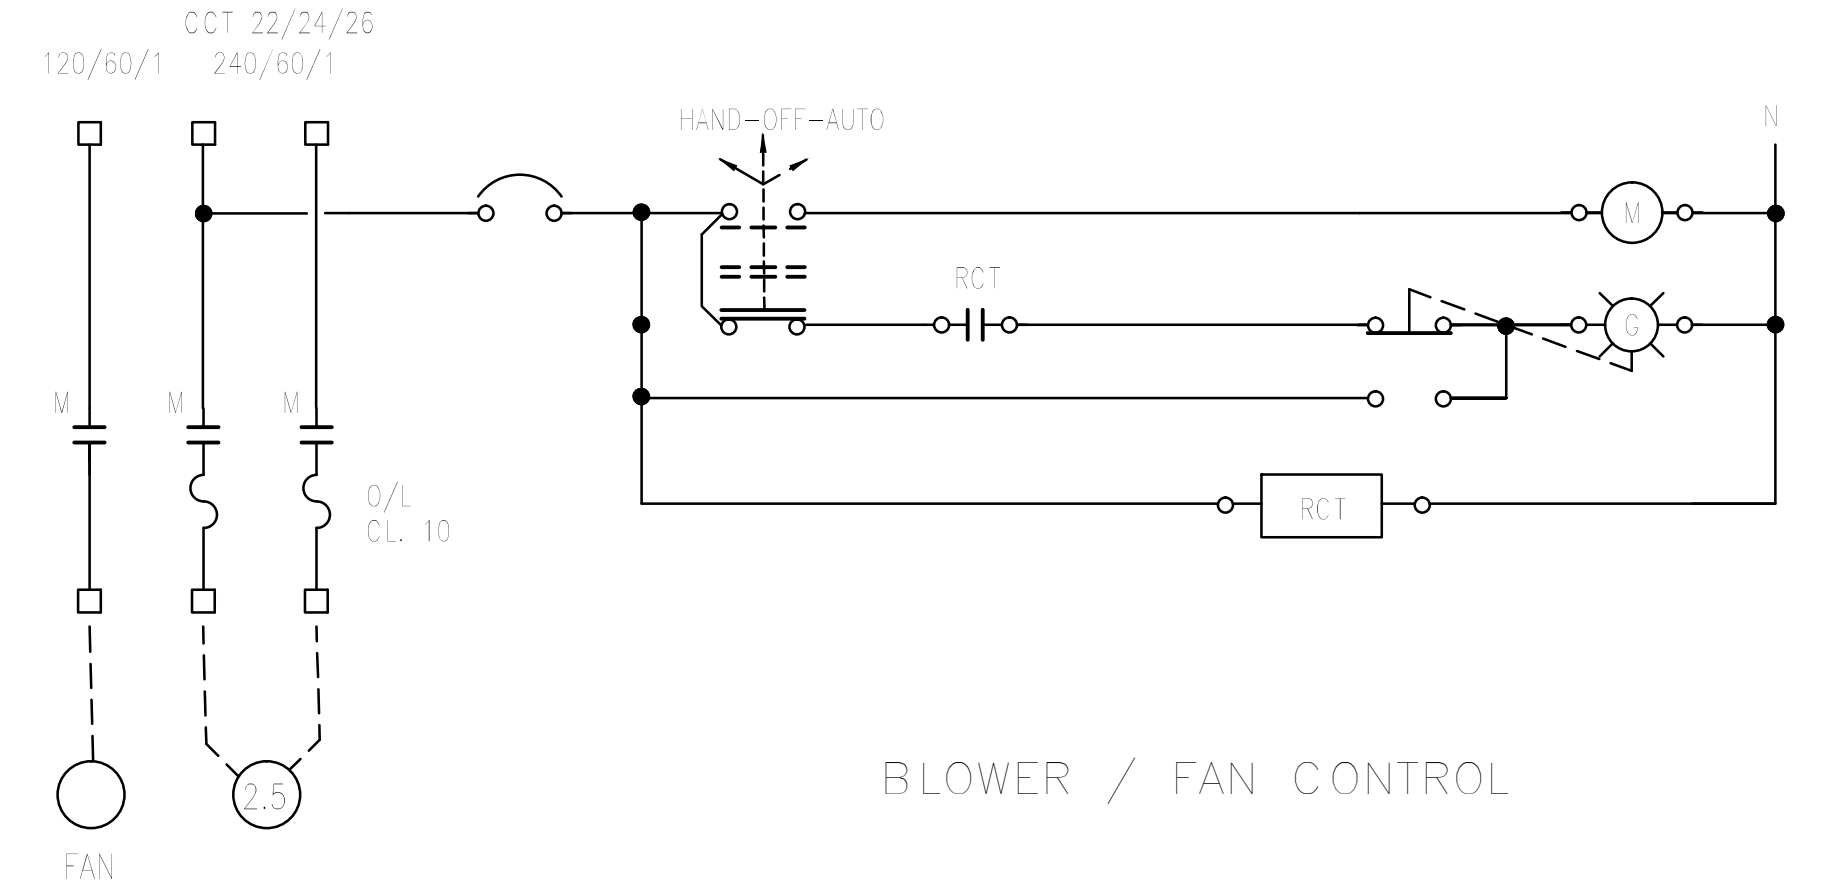 CCT 22/24/26
120/60/1 240/60/1
HAND-OFF-AUTO
N
M
RCT
G
M M M
O/L
CL. 10
RCT
2.5
BLOWER / FAN CONTROL
FAN